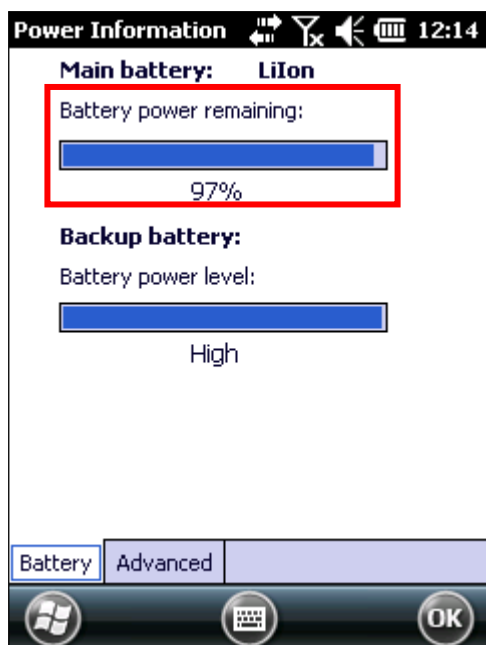 Power Information 12:14
Main battery: LiIon
Battery power remaining:
97%
Backup battery:
Battery power level:
High
Battery Advanced
OK